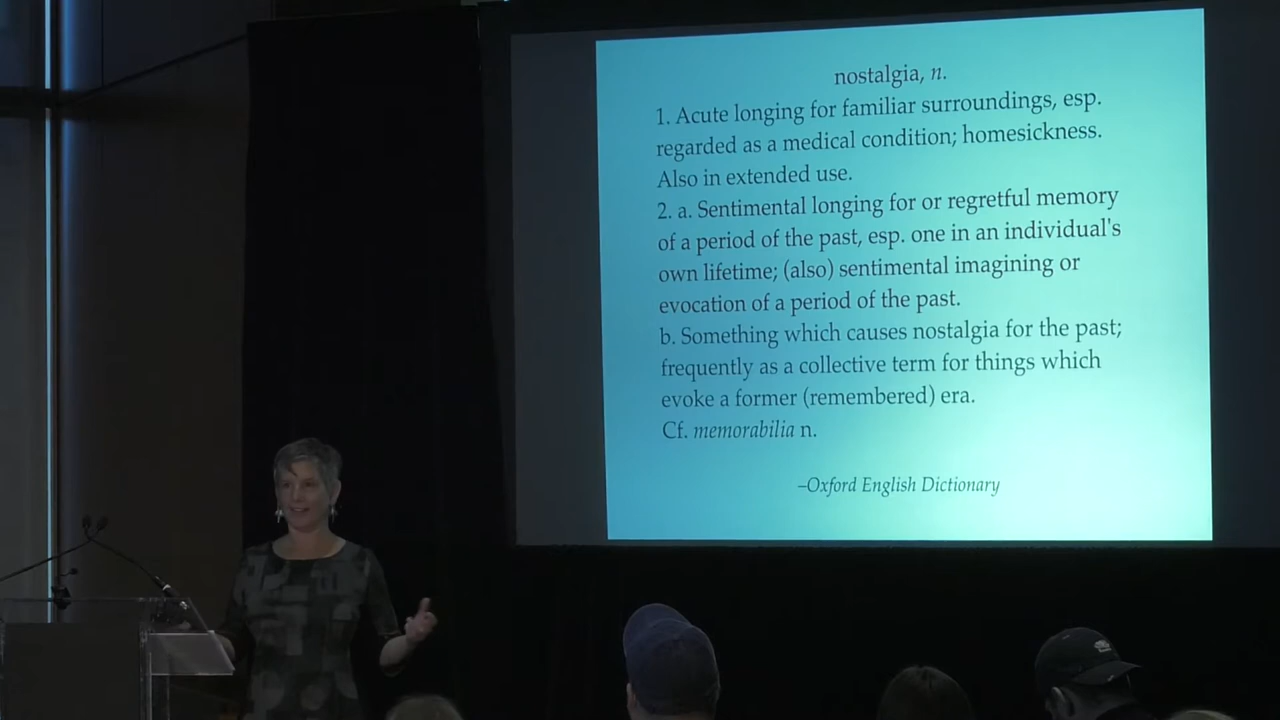 nostalgia, n.
1. Acute longing for familiar surroundings, esp.
regarded as a medical condition; homesickness.
Also in extended use.
2. a. Sentimental longing for or regretful memory
of a period of the past, esp. one in an individual's
own lifetime; (also) sentimental imagining or
evocation of a period of the past.
b. Something which causes nostalgia for the past;
frequently as a collective term for things which
evoke a former (remembered) era.
Cf. memorabilia n.
–Oxford English Dictionary